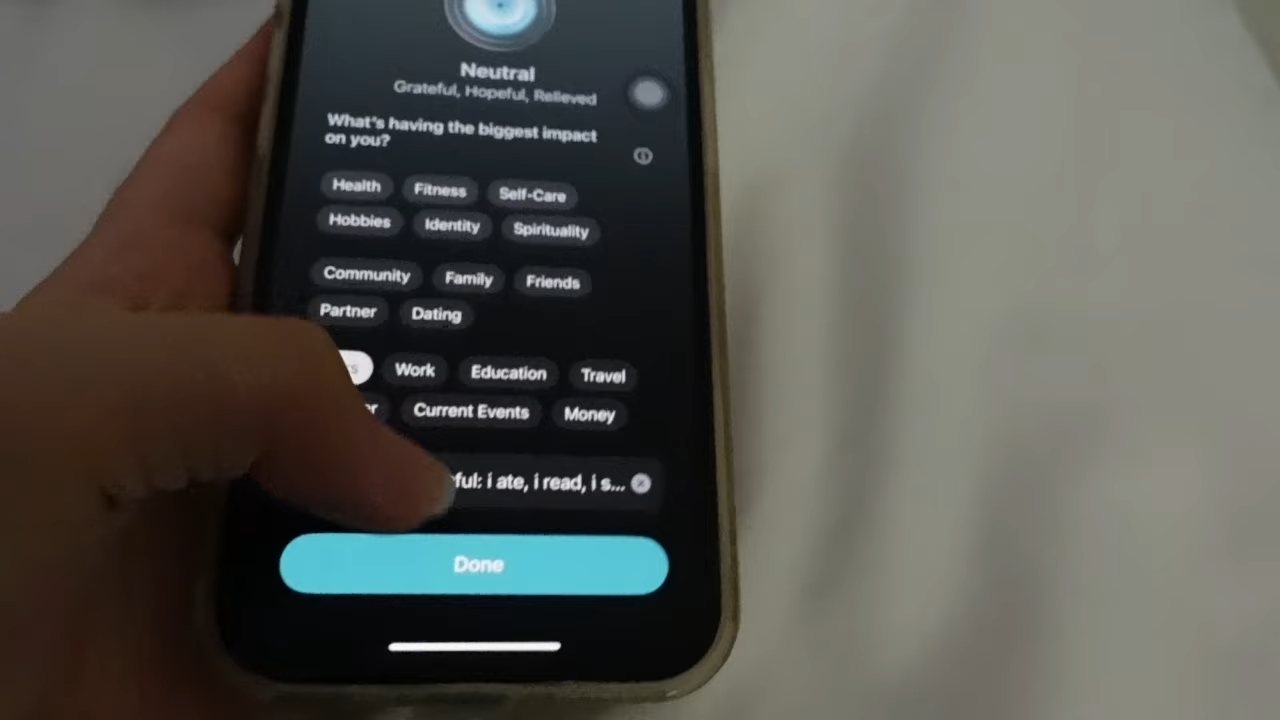 Neutral
Grateful, Hopeful, Relieved
What's having the biggest impact
on you?
Health Fitness Self-Care
Hobbies Identity Spirituality
Community Family Friends
Partner Dating
Work Education Travel
Current Events Money
i ate, i read, i s...
Done